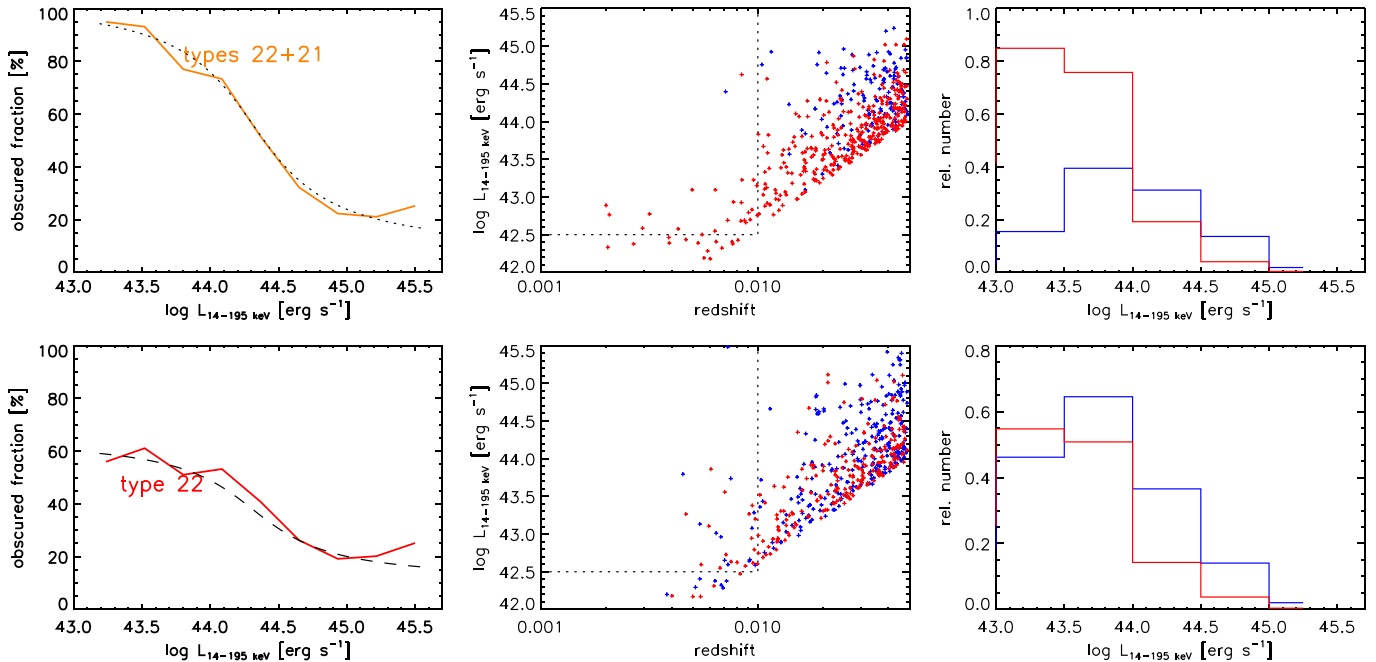 obscured fraction [%]
100
80
60
40
20
0
types 22+21
43.0 43.5 44.0 44.5 45.0 45.5
log L14−195 keV [erg s−1]
log L14−195 keV [erg s−1]
45.5
45.0
44.5
44.0
43.5
43.0
42.5
42.0
0.001 0.010
redshift
rel. number
1.0
0.8
0.6
0.4
0.2
0.0
43.0 43.5 44.0 44.5 45.0 45.5
log L14−195 keV [erg s−1]
obscured fraction [%]
100
80
60
40
20
0
type 22
43.0 43.5 44.0 44.5 45.0 45.5
log L14−195 keV [erg s−1]
log L14−195 keV [erg s−1]
45.5
45.0
44.5
44.0
43.5
43.0
42.5
42.0
0.001 0.010
redshift
rel. number
0.8
0.6
0.4
0.2
0.0
43.0 43.5 44.0 44.5 45.0 45.5
log L14−195 keV [erg s−1]